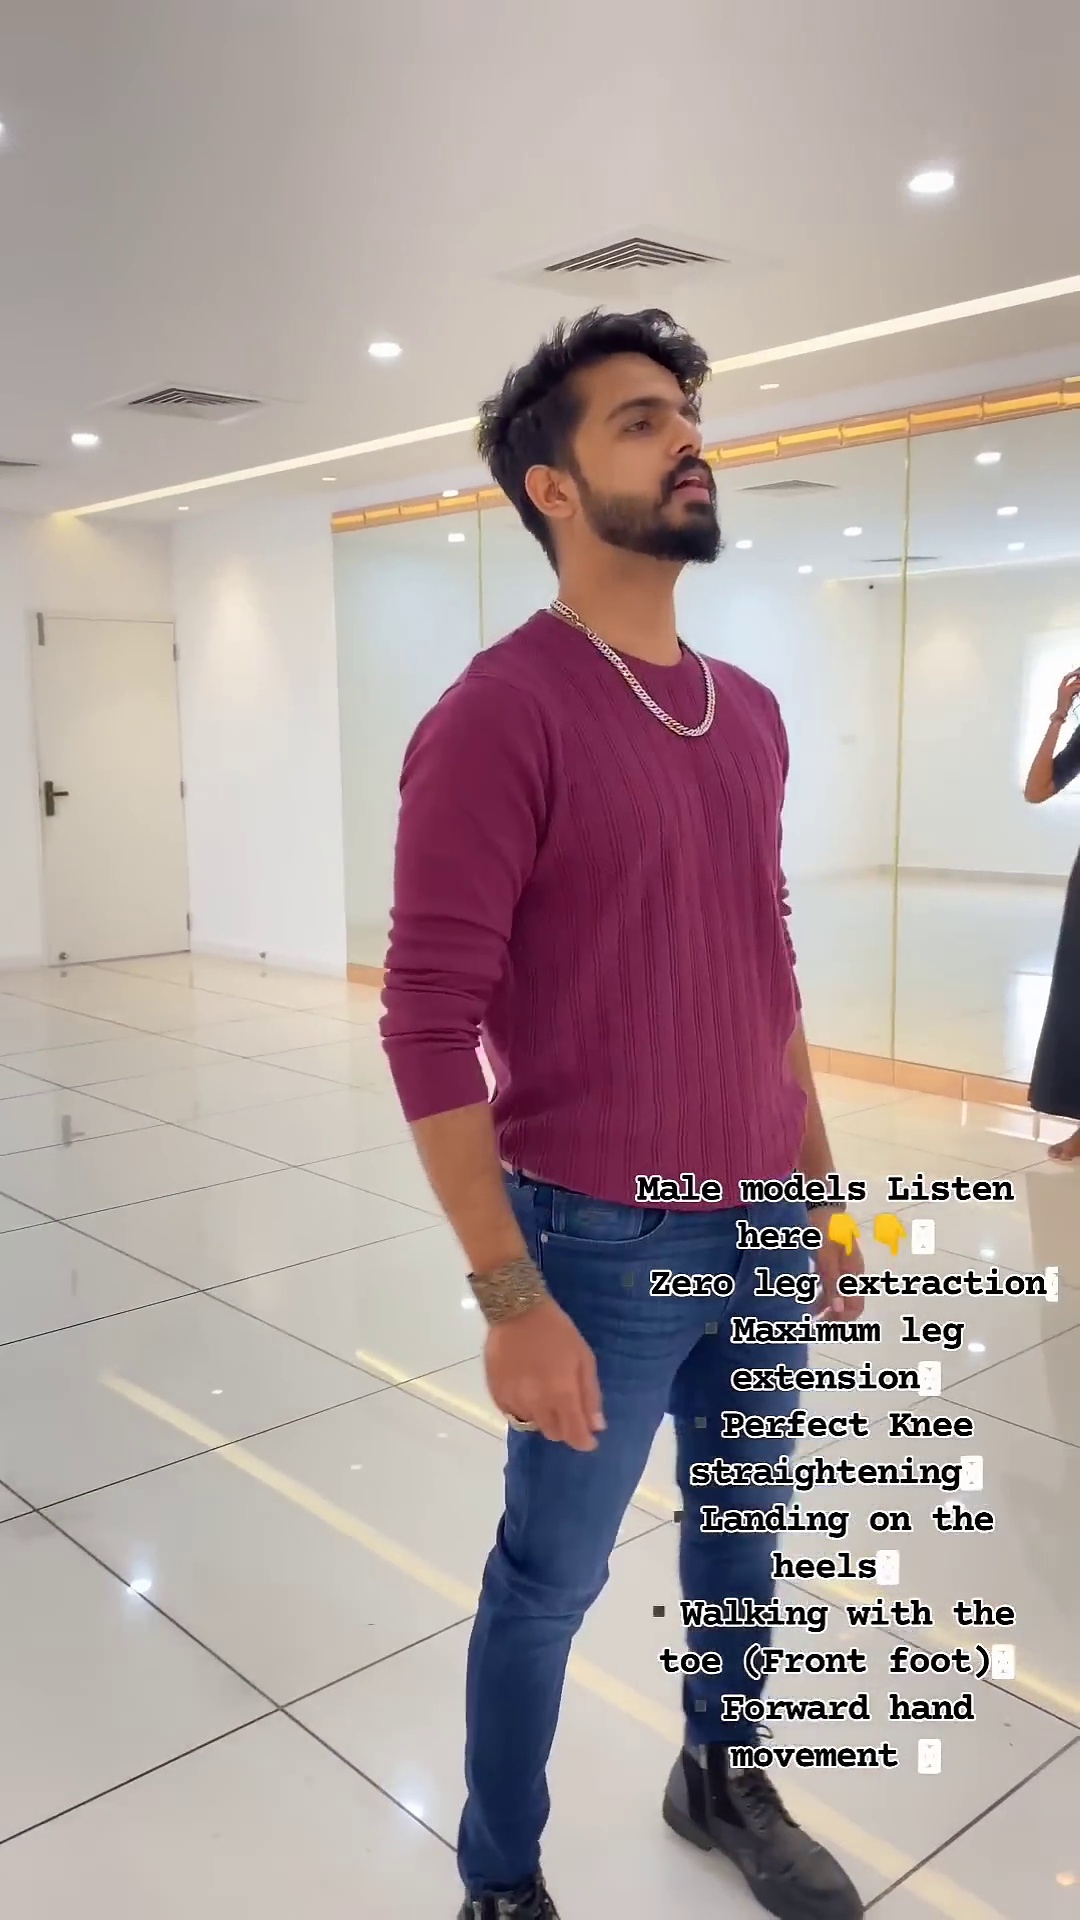 Male models Listen
here👇👇
▪️ Zero leg extraction
▪️ Maximum leg
extension
▪️ Perfect Knee
straightening
▪️ Landing on the
heels
▪️ Walking with the
toe (Front foot)
▪️ Forward hand
movement